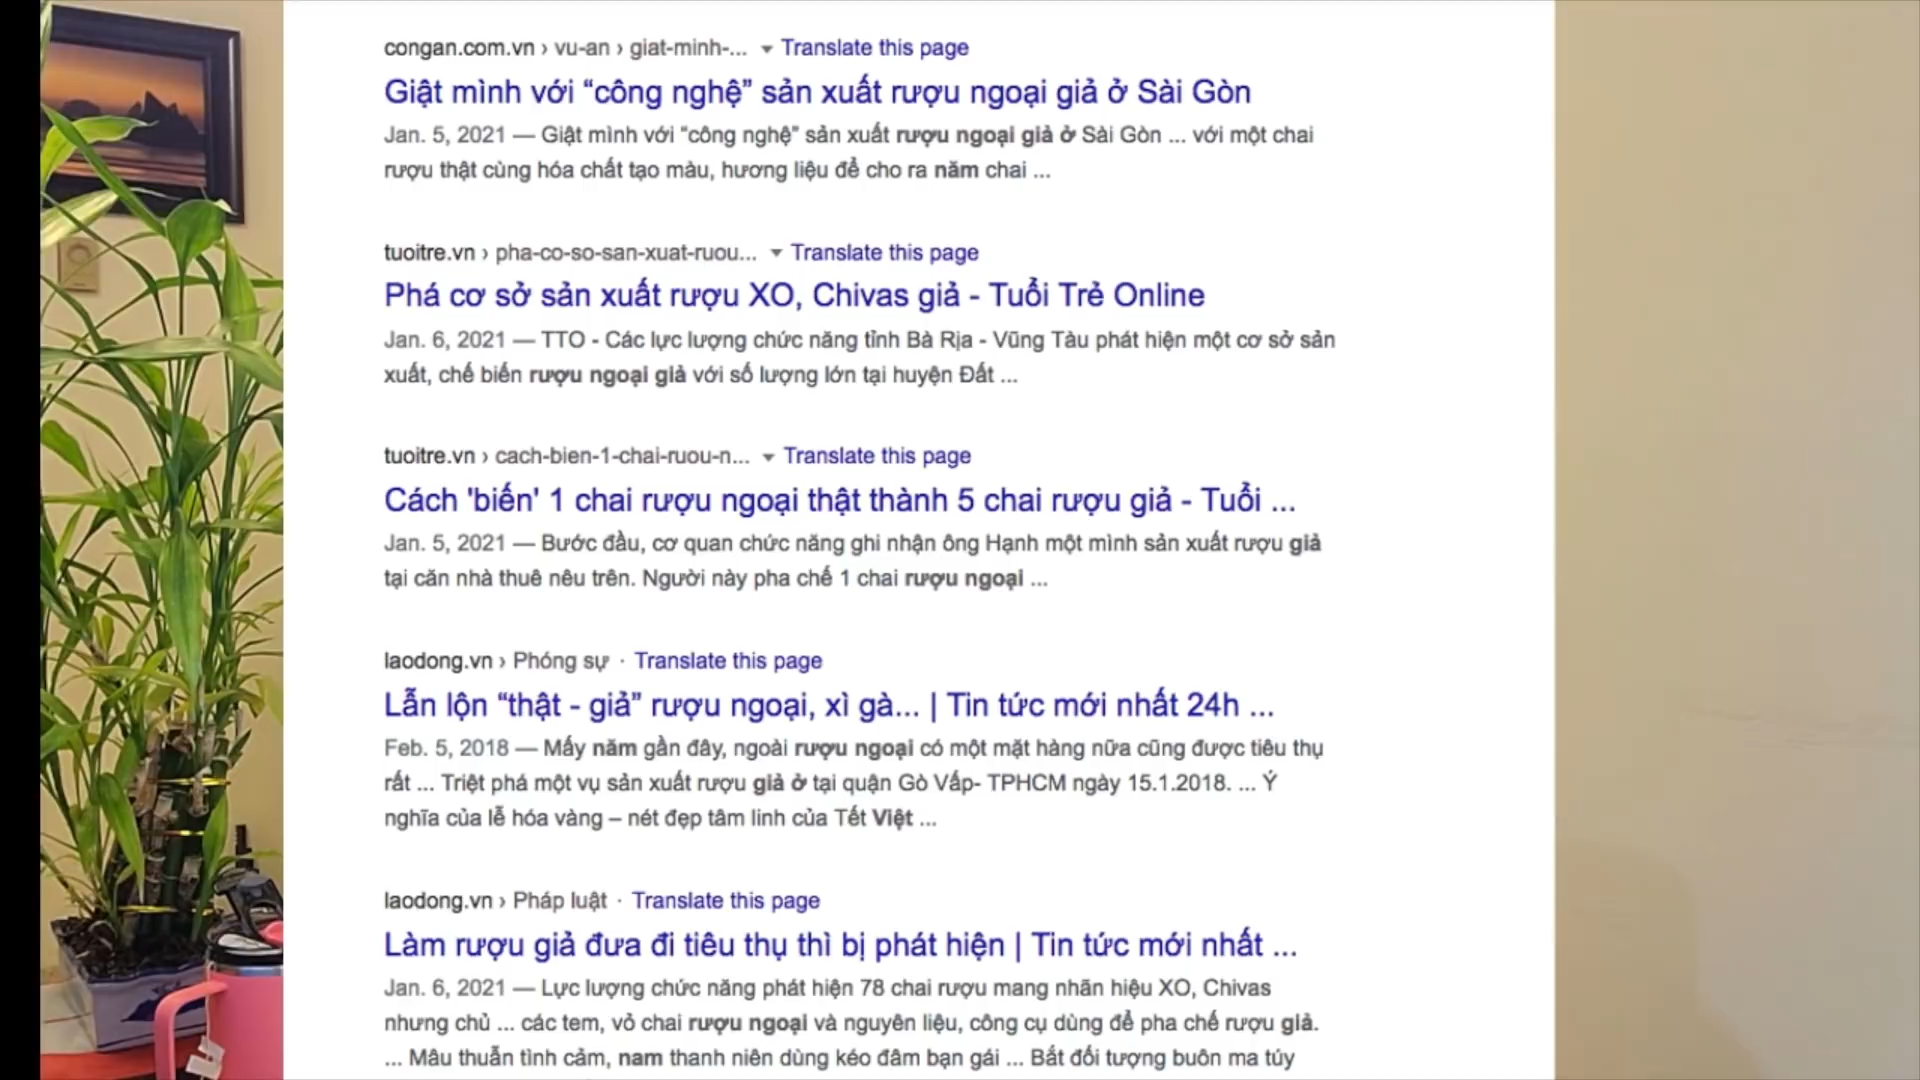 congan.com.vn › vu-an › giat-minh-... Translate this page
Giật mình với “công nghệ” sản xuất rượu ngoại giả ở Sài Gòn
Jan. 5, 2021 — Giật mình với “công nghệ” sản xuất rượu ngoại giả ở Sài Gòn ... với một chai
rượu thật cùng hóa chất tạo màu, hương liệu để cho ra năm chai ...
tuoitre.vn › pha-co-so-san-xuat-ruou... Translate this page
Phá cơ sở sản xuất rượu XO, Chivas giả - Tuổi Trẻ Online
Jan. 6, 2021 — TTO - Các lực lượng chức năng tỉnh Bà Rịa - Vũng Tàu phát hiện một cơ sở sản
xuất, chế biến rượu ngoại giả với số lượng lớn tại huyện Đất ...
tuoitre.vn › cach-bien-1-chai-ruou-n... Translate this page
Cách 'biến' 1 chai rượu ngoại thật thành 5 chai rượu giả - Tuổi ...
Jan. 5, 2021 — Bước đầu, cơ quan chức năng ghi nhận ông Hạnh một mình sản xuất rượu giả
tại căn nhà thuê nêu trên. Người này pha chế 1 chai rượu ngoại ...
laodong.vn › Phóng sự · Translate this page
Lẫn lộn “thật - giả” rượu ngoại, xì gà... | Tin tức mới nhất 24h ...
Feb. 5, 2018 — Mấy năm gần đây, ngoài rượu ngoại có một mặt hàng nữa cũng được tiêu thụ
rất ... Triệt phá một vụ sản xuất rượu giả ở tại quận Gò Vấp- TPHCM ngày 15.1.2018. ... Ý
nghĩa của lễ hóa vàng – nét đẹp tâm linh của Tết Việt ...
laodong.vn › Pháp luật · Translate this page
Làm rượu giả đưa đi tiêu thụ thì bị phát hiện | Tin tức mới nhất ...
Jan. 6, 2021 — Lực lượng chức năng phát hiện 78 chai rượu mang nhãn hiệu XO, Chivas
nhưng chủ ... các tem, vỏ chai rượu ngoại và nguyên liệu, công cụ dùng để pha chế rượu giả.
... Mâu thuẫn tình cảm, nam thanh niên dùng kéo đâm bạn gái ... Bắt đối tượng buôn ma túy